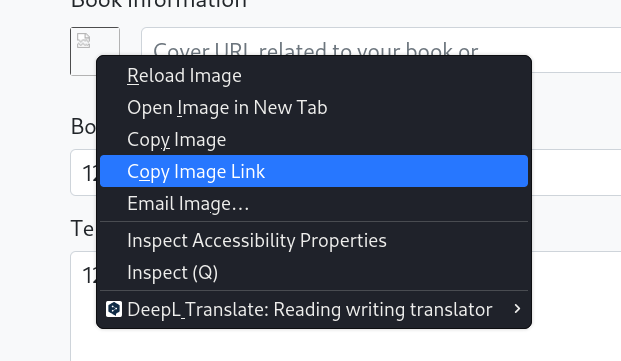 Book Information
Cover URL related to your book or
Reload Image
Open Image in New Tab
Bo
Copy Image
Copy Image Link
12
Email Image...
Te
Inspect Accessibility Properties
Inspect (Q)
12
DeepL Translate: Reading writing translator